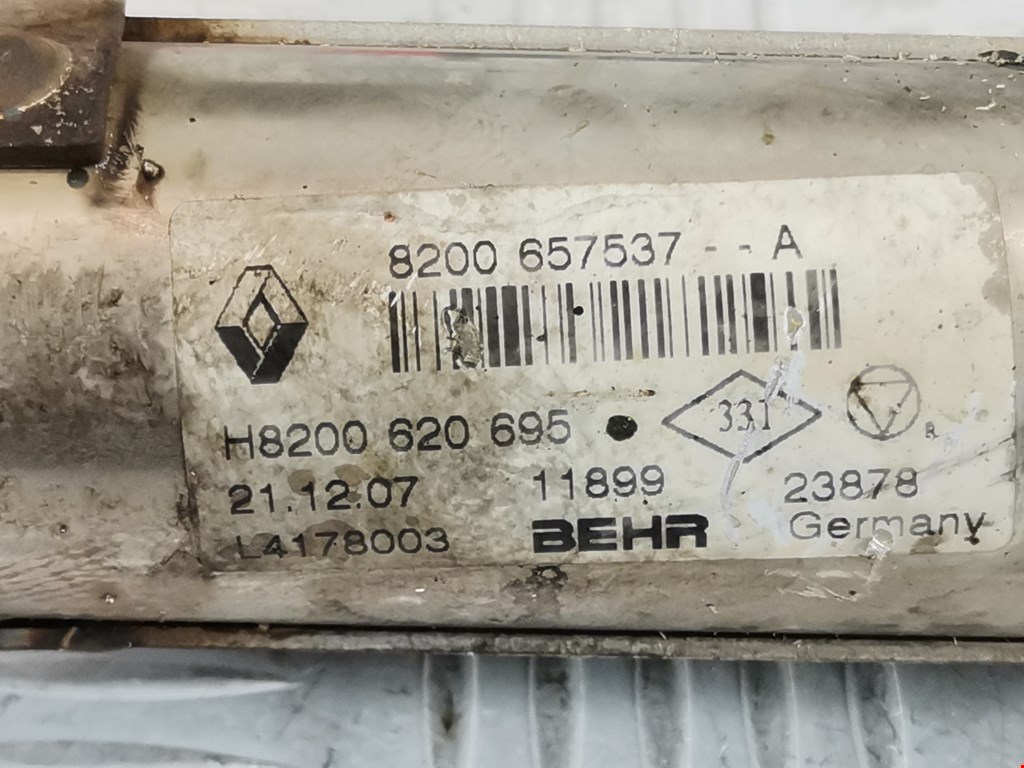 8200 657537 - - A
H8200 620 695
331
R
21.12.07 11899 23878
L4178003 BEHR Germany